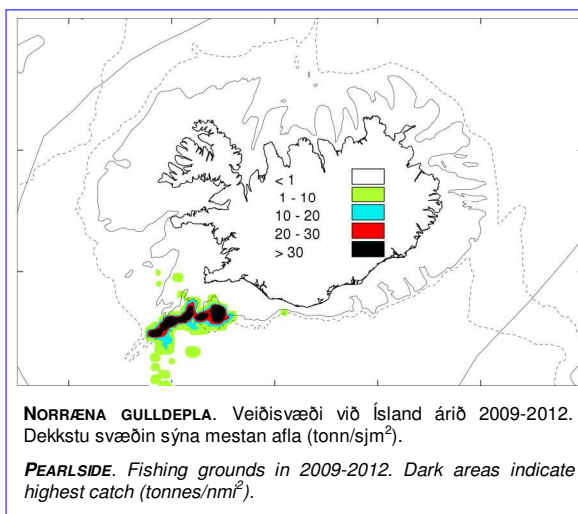 < 1
1 - 10
10 - 20
20 - 30
> 30
NORRÆNA GULLDEPLA. Veiðisvæði við Ísland árið 2009-2012.
Dekkstu svæðin sýna mestan afla (tonn/sjm²).
PEARLSIDE. Fishing grounds in 2009-2012. Dark areas indicate
highest catch (tonnes/nmi²).